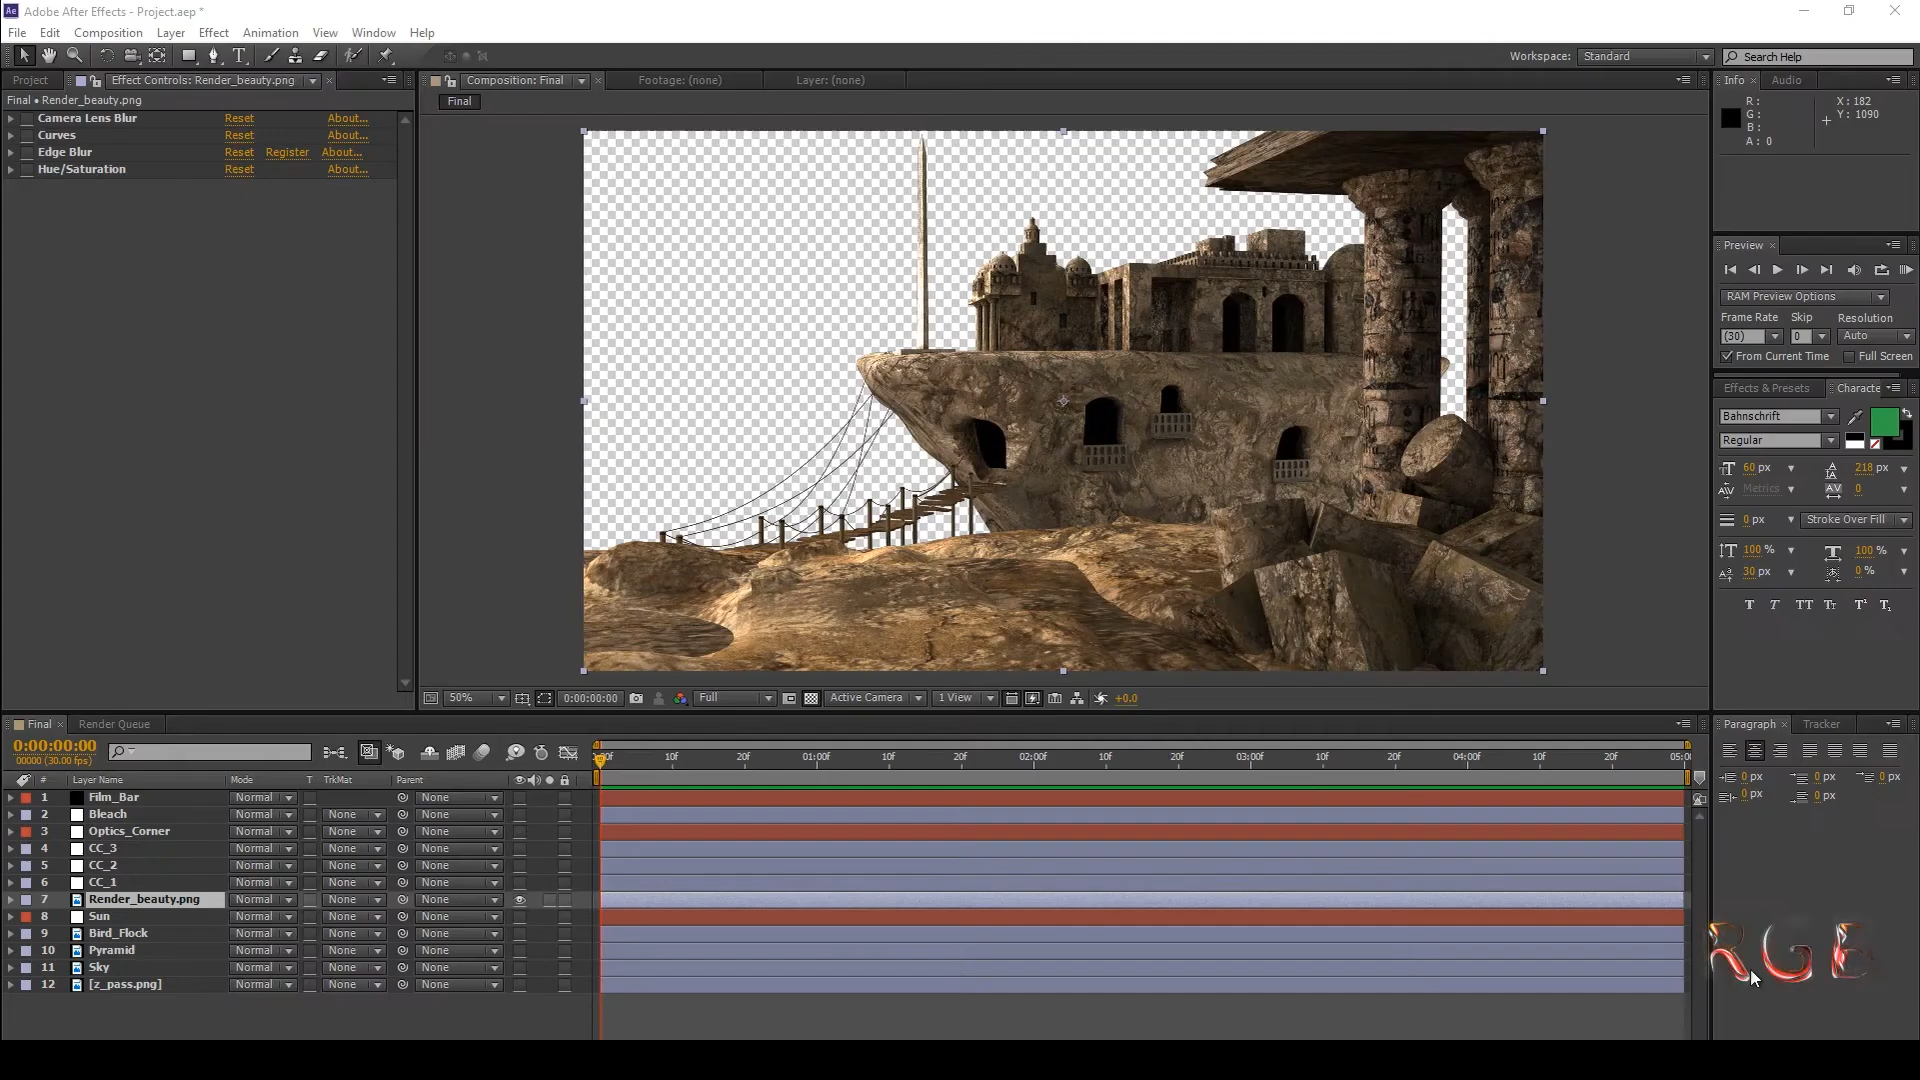 Adobe After Effects - Project.aep *
File Edit Composition Layer Effect Animation View Window Help
Workspace: Standard Search Help
Project Effect Controls: Render_beauty.png
Composition: Final Footage: (none) Layer: (none)
Info Audio
Final • Render_beauty.png
Final
Camera Lens Blur Reset About...
Curves Reset About...
Edge Blur Reset Register About...
Hue/Saturation Reset About...
R :
G :
B :
A : 0
X : 182
Y : 1090
Preview
RAM Preview Options
Frame Rate Skip Resolution
(30) 0 Auto
From Current Time Full Screen
Effects & Presets Characte
Bahnschrift
Regular
60 px 218 px
Metrics 0
0 px Stroke Over Fill
100 % 100 %
30 px 0 %
T T TT Tr T¹ T₁
50% 0:00:00:00 Full Active Camera 1 View +0.0
Final Render Queue
0:00:00:00
00000 (30.00 fps)
10f 20f 01:00f 10f 20f 02:00f 10f 20f 03:00f 10f 20f 04:00f 10f 20f 05:0
# Layer Name Mode T TrkMat Parent
1 Film_Bar Normal None
2 Bleach Normal None None
3 Optics_Corner Normal None None
4 CC_3 Normal None None
5 CC_2 Normal None None
6 CC_1 Normal None None
7 Render_beauty.png Normal None None
8 Sun Normal None None
9 Bird_Flock Normal None None
10 Pyramid Normal None None
11 Sky Normal None None
12 [z_pass.png] Normal None None
Paragraph Tracker
0 px 0 px 0 px
0 px 0 px
RGE